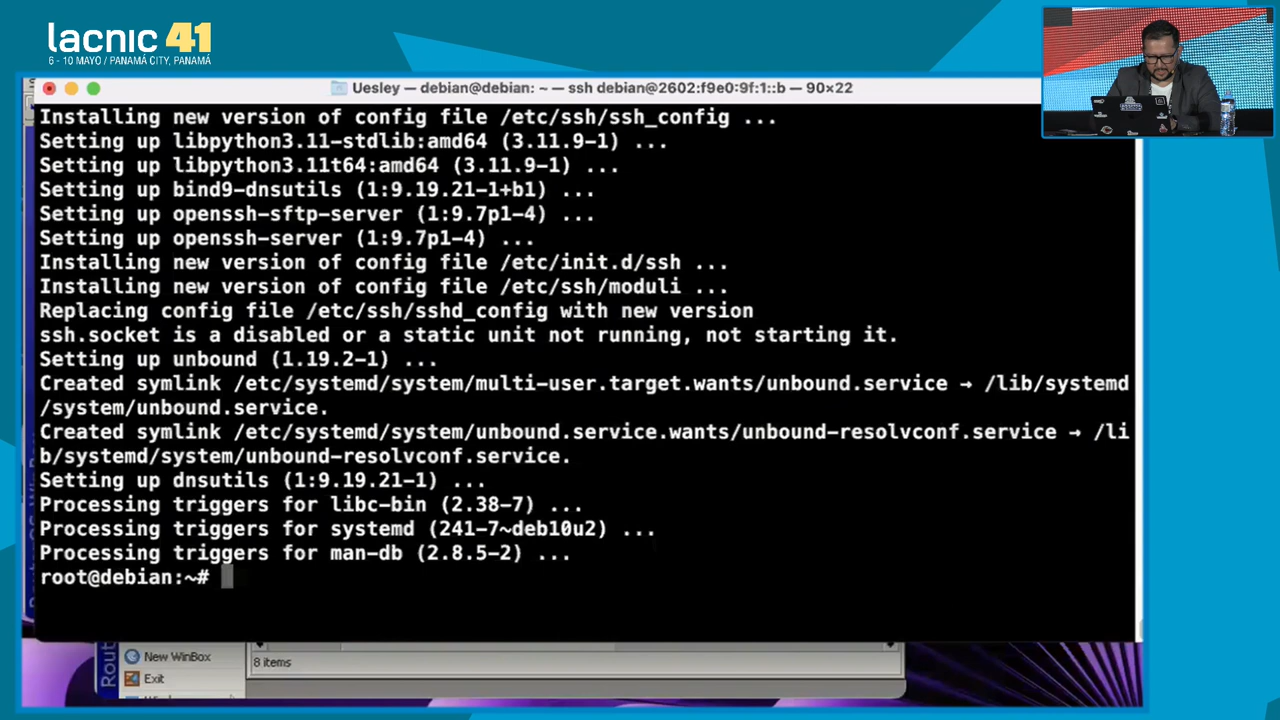 lacnic 41
6 - 10 MAYO / PANAMÁ CITY, PANAMÁ
Uesley — debian@debian: ~ — ssh debian@2602:f9e0:9f:1::b — 90×22
Installing new version of config file /etc/ssh/ssh_config ...
Setting up libpython3.11-stdlib:amd64 (3.11.9-1) ...
Setting up libpython3.11t64:amd64 (3.11.9-1) ...
Setting up bind9-dnsutils (1:9.19.21-1+b1) ...
Setting up openssh-sftp-server (1:9.7p1-4) ...
Setting up openssh-server (1:9.7p1-4) ...
Installing new version of config file /etc/init.d/ssh ...
Installing new version of config file /etc/ssh/moduli ...
Replacing config file /etc/ssh/sshd_config with new version
ssh.socket is a disabled or a static unit not running, not starting it.
Setting up unbound (1.19.2-1) ...
Created symlink /etc/systemd/system/multi-user.target.wants/unbound.service → /lib/systemd
/system/unbound.service.
Created symlink /etc/systemd/system/unbound.service.wants/unbound-resolvconf.service → /li
b/systemd/system/unbound-resolvconf.service.
Setting up dnsutils (1:9.19.21-1) ...
Processing triggers for libc-bin (2.38-7) ...
Processing triggers for systemd (241-7~deb10u2) ...
Processing triggers for man-db (2.8.5-2) ...
root@debian:~#
New WinBox
8 items
Exit